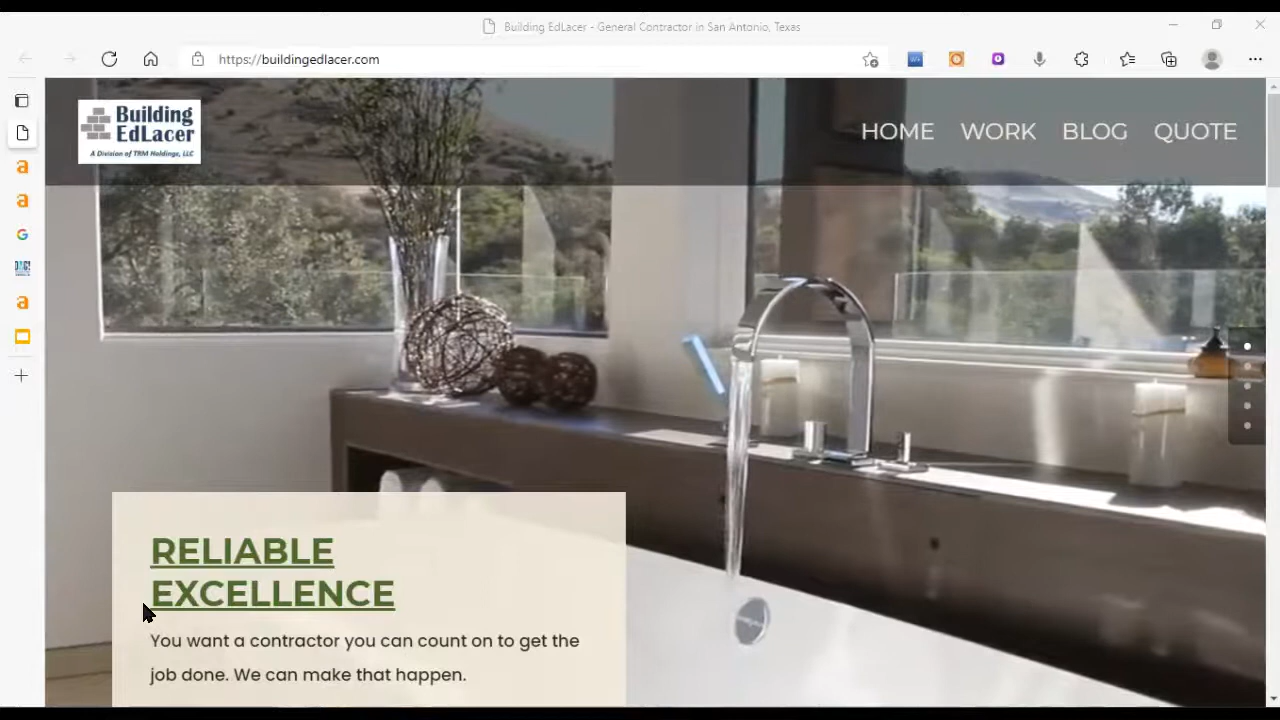 Building EdLacer - General Contractor in San Antonio, Texas
https://buildingedlacer.com
Building
EdLacer
A Division of TRM Holdings, LLC
HOME WORK BLOG QUOTE
RELIABLE
EXCELLENCE
You want a contractor you can count on to get the
job done. We can make that happen.